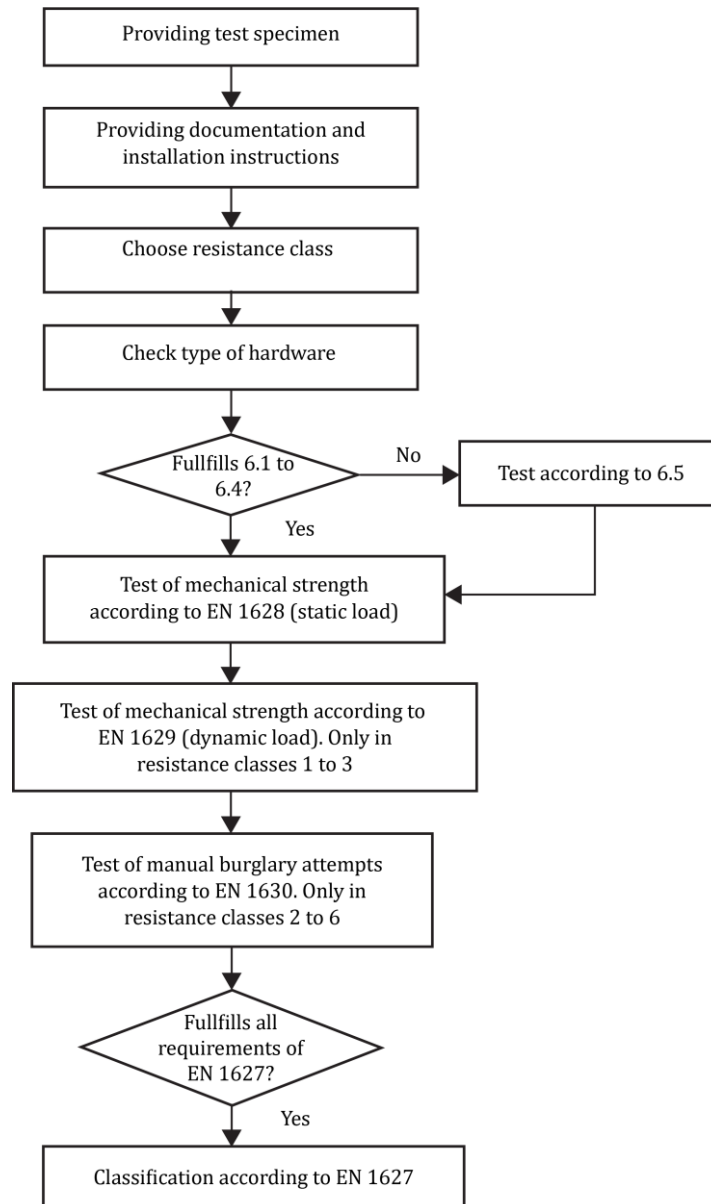 Providing test specimen
Providing documentation and
installation instructions
Choose resistance class
Check type of hardware
Fullfills 6.1 to
6.4?
No
Test according to 6.5
Yes
Test of mechanical strength
according to EN 1628 (static load)
Test of mechanical strength according to
EN 1629 (dynamic load). Only in
resistance classes 1 to 3
Test of manual burglary attempts
according to EN 1630. Only in
resistance classes 2 to 6
Fullfills all
requirements of
EN 1627?
Yes
Classification according to EN 1627